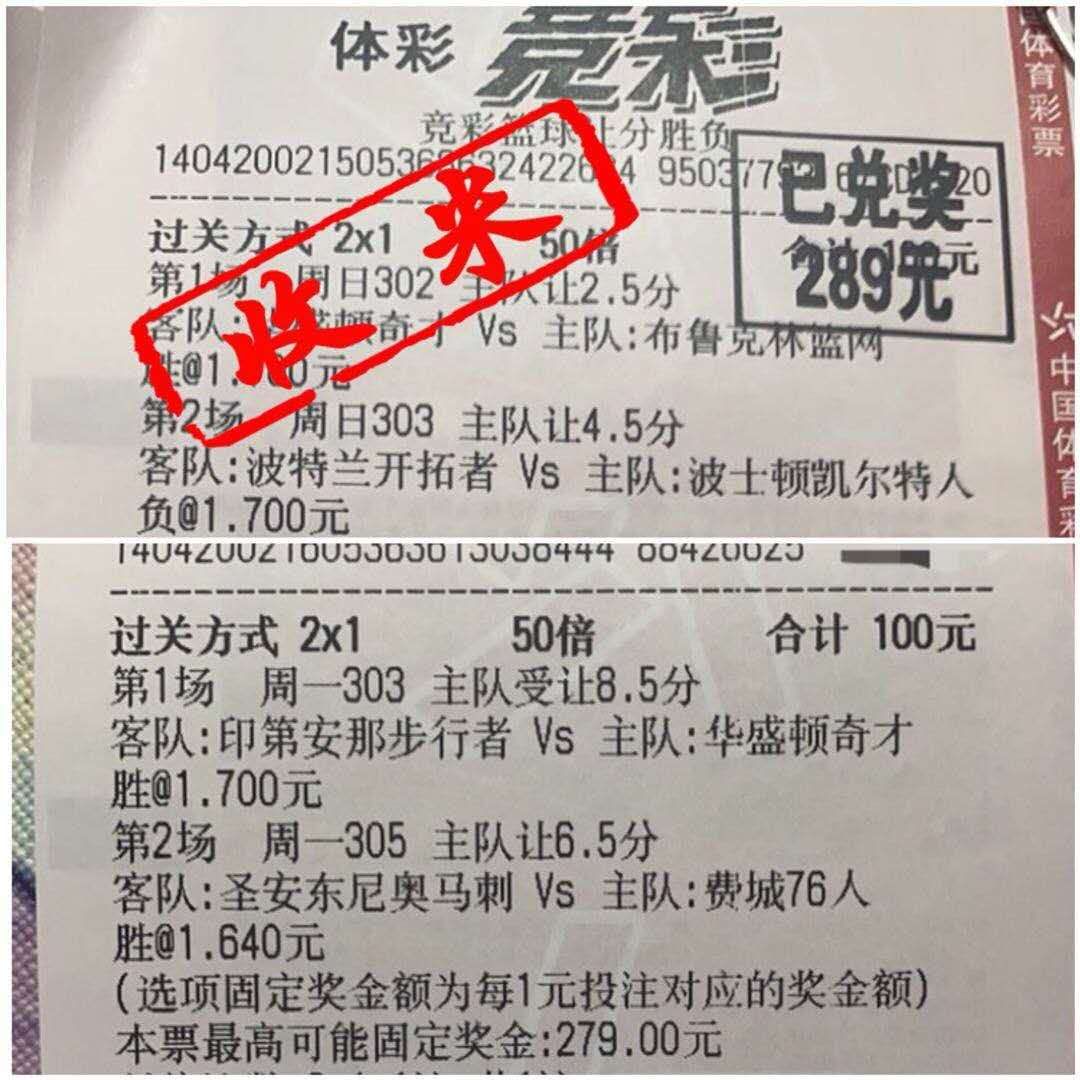 体彩 竞彩
竞彩篮球让分胜负
过关方式 2x1 50倍
第1场 周日302 主队让2.5分
奇才 Vs 主队:布鲁克林篮网
第2场 周日303 主队让4.5分
客队:波特兰开拓者 Vs 主队:波士顿凯尔特人
负@1.700元
收米
已兑奖
289元
体育彩票
中国体育彩
过关方式 2x1 50倍 合计 100元
第1场 周一303 主队受让8.5分
客队:印第安那步行者 Vs 主队:华盛顿奇才
胜@1.700元
第2场 周一305 主队让6.5分
客队:圣安东尼奥马刺 Vs 主队:费城76人
胜@1.640元
(选项固定奖金额为每1元投注对应的奖金额)
本票最高可能固定奖金:279.00元